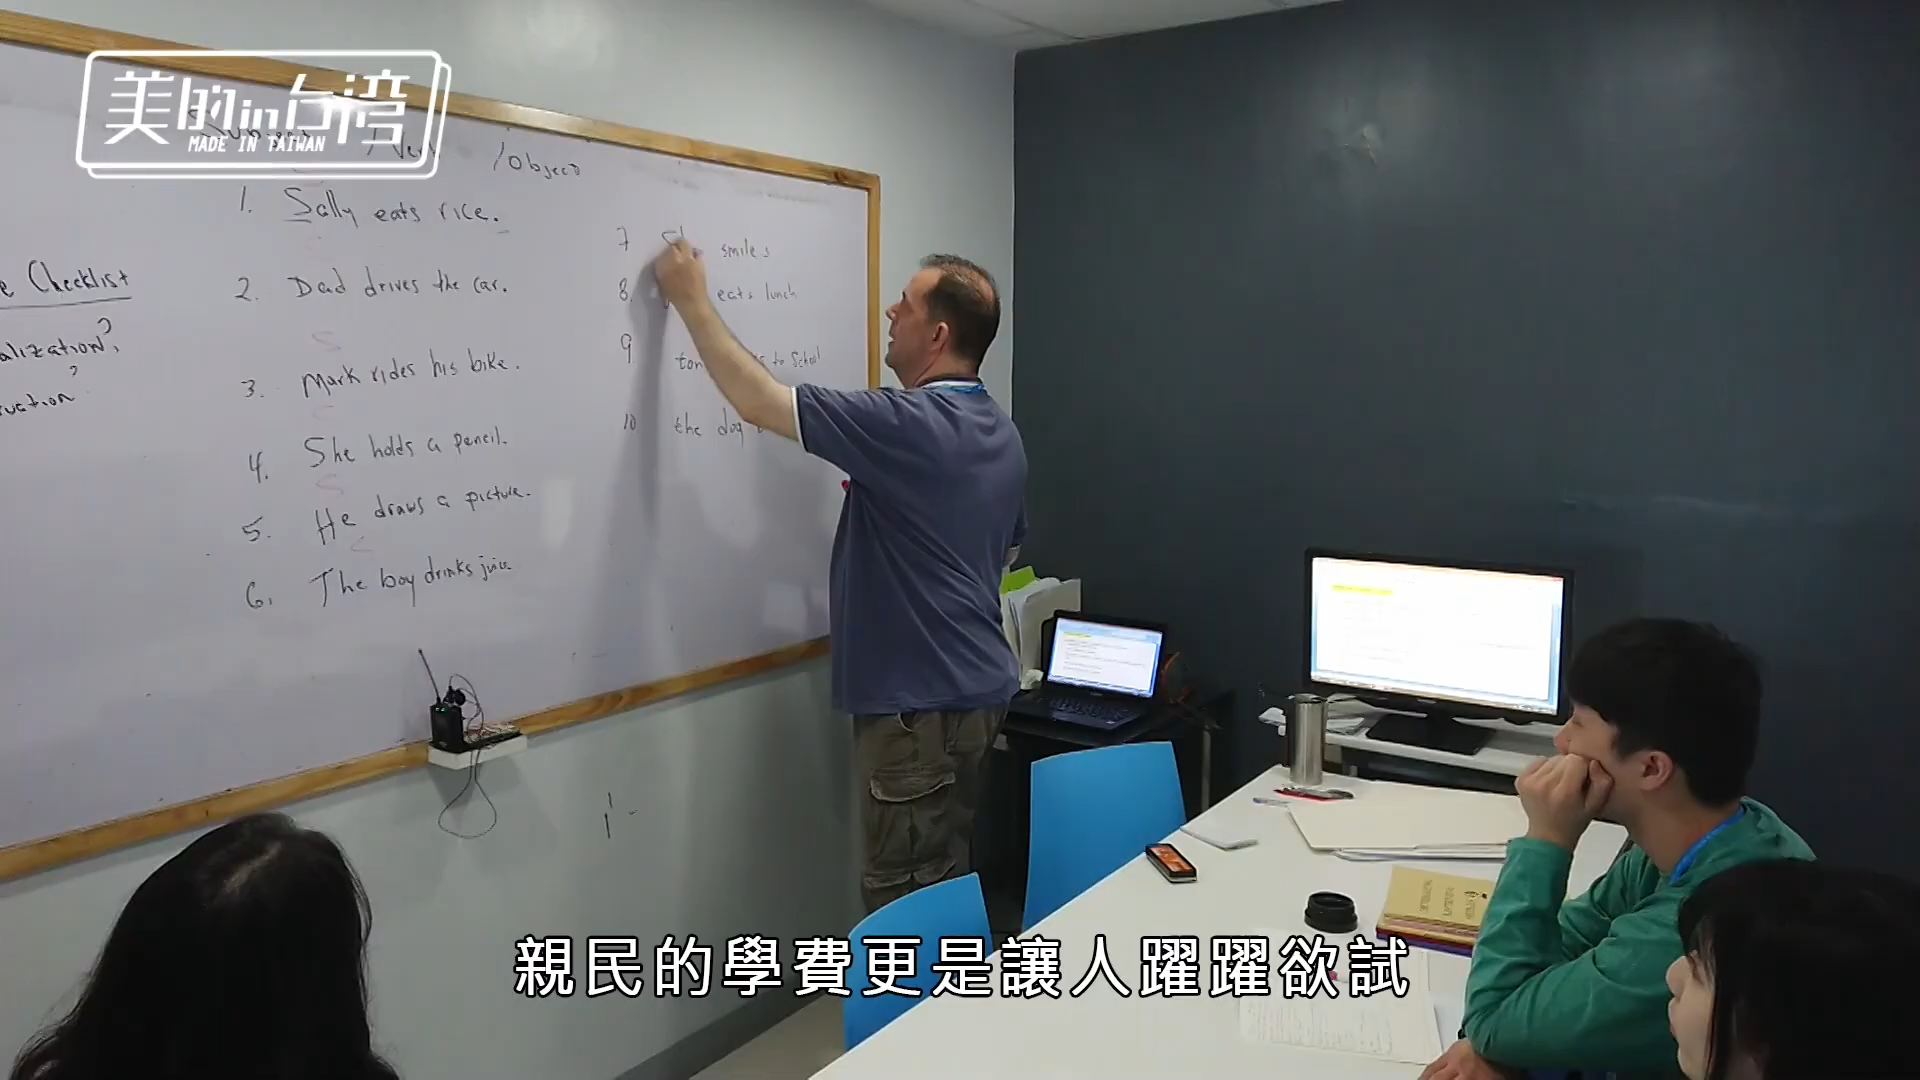 美的in台灣
MADE IN TAIWAN
Subject / Verb / Object
1. Sally eats rice.
2. Dad drives the car.
3. Mark rides his bike.
4. She holds a pencil.
5. He draws a picture.
6. The boy drinks juice.
e Checklist
alization?
uation?
7 smiles
8. eats lunch
9 to School
10 the dog
親民的學費更是讓人躍躍欲試